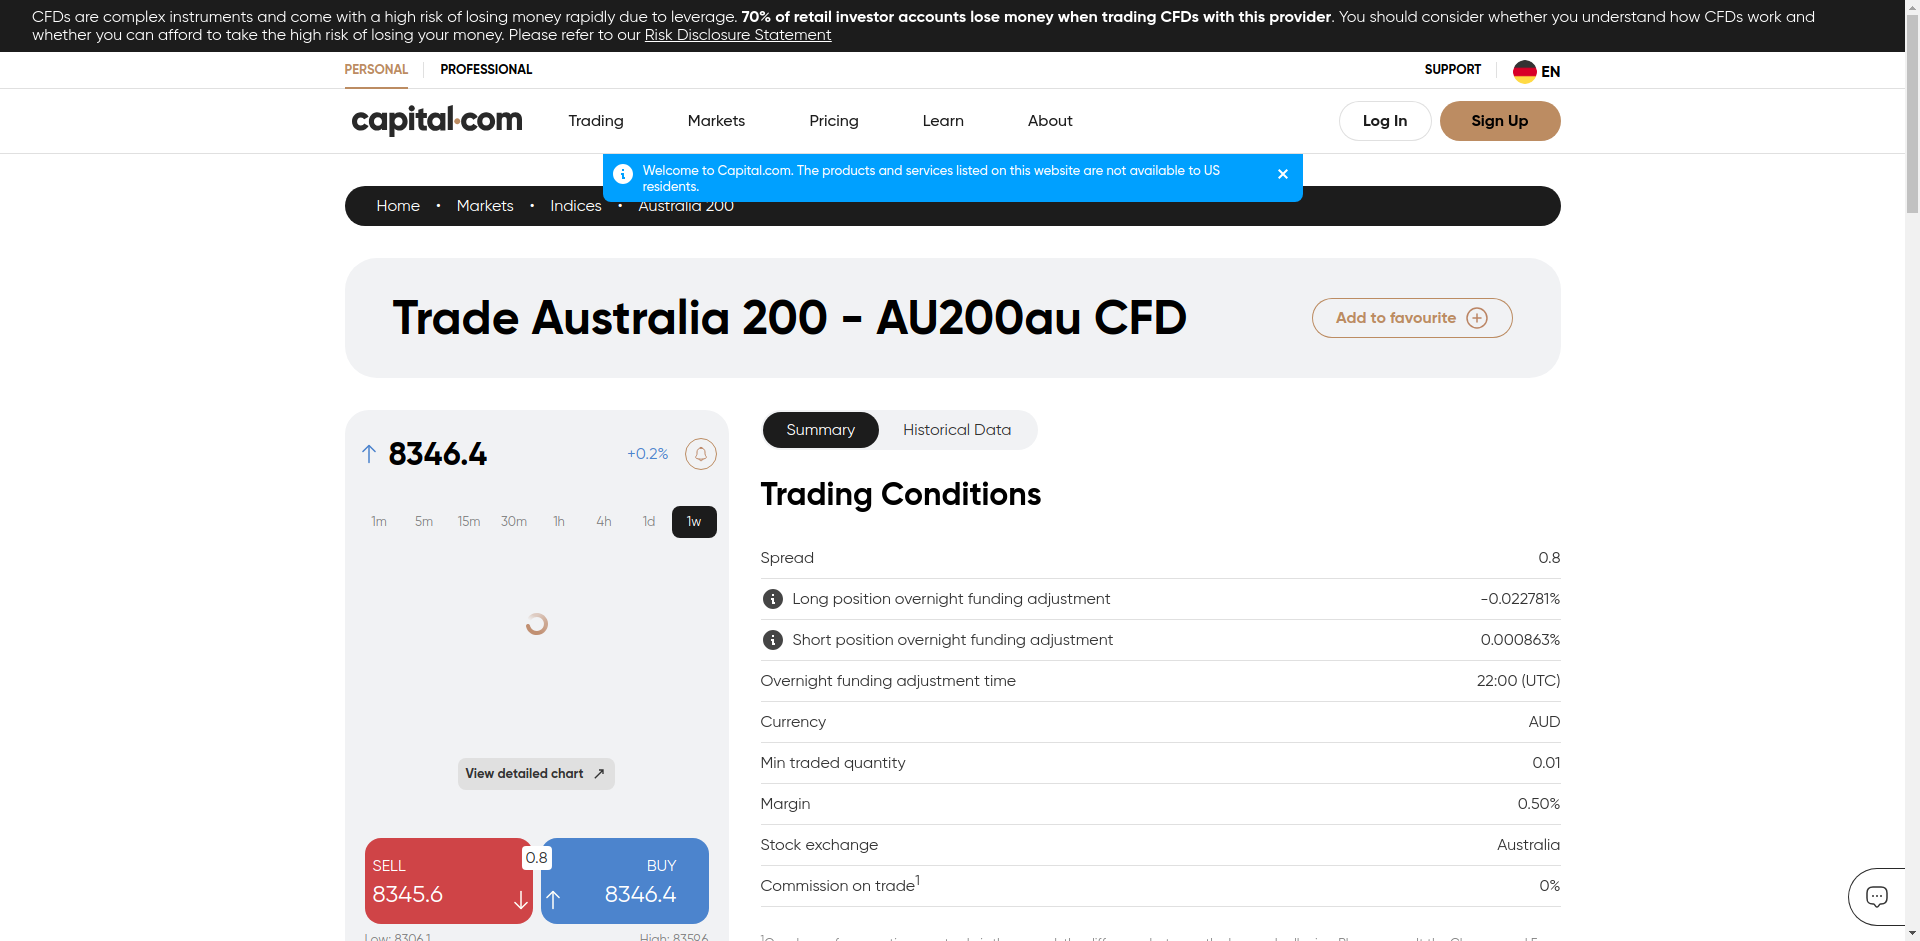 CFDs are complex instruments and come with a high risk of losing money rapidly due to leverage. 70% of retail investor accounts lose money when trading CFDs with this provider. You should consider whether you understand how CFDs work and
whether you can afford to take the high risk of losing your money. Please refer to our Risk Disclosure Statement
PERSONAL PROFESSIONAL SUPPORT EN
capital.com Trading Markets Pricing Learn About Log In Sign Up
Welcome to Capital.com. The products and services listed on this website are not available to US
residents.
Home • Markets • Indices • Australia 200
Trade Australia 200 - AU200au CFD
Add to favourite
8346.4 +0.2%
1m 5m 15m 30m 1h 4h 1d 1w
View detailed chart
SELL 0.8 BUY
8345.6 8346.4
Low: 8306.1 High: 8359.6
Summary Historical Data
Trading Conditions
Spread 0.8
Long position overnight funding adjustment -0.022781%
Short position overnight funding adjustment 0.000863%
Overnight funding adjustment time 22:00 (UTC)
Currency AUD
Min traded quantity 0.01
Margin 0.50%
Stock exchange Australia
Commission on trade1 0%